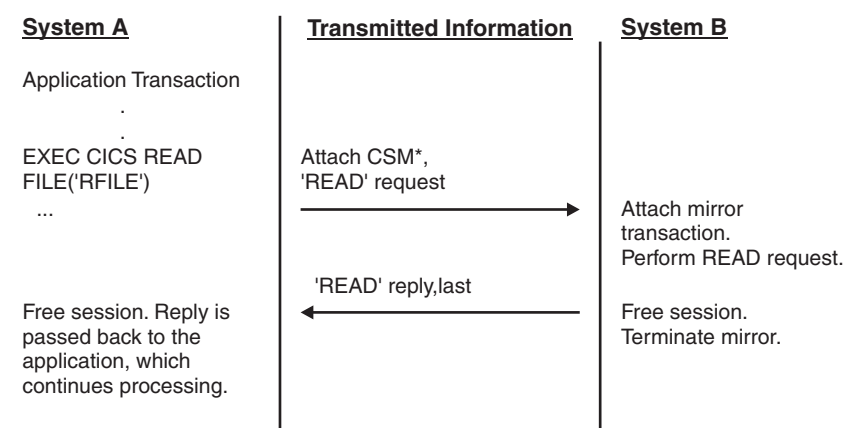 System A
Transmitted Information
System B
Application Transaction
.
.
EXEC CICS READ
FILE('RFILE')
...
Attach CSM*,
'READ' request
Attach mirror
transaction.
Perform READ request.
'READ' reply,last
Free session. Reply is
passed back to the
application, which
continues processing.
Free session.
Terminate mirror.